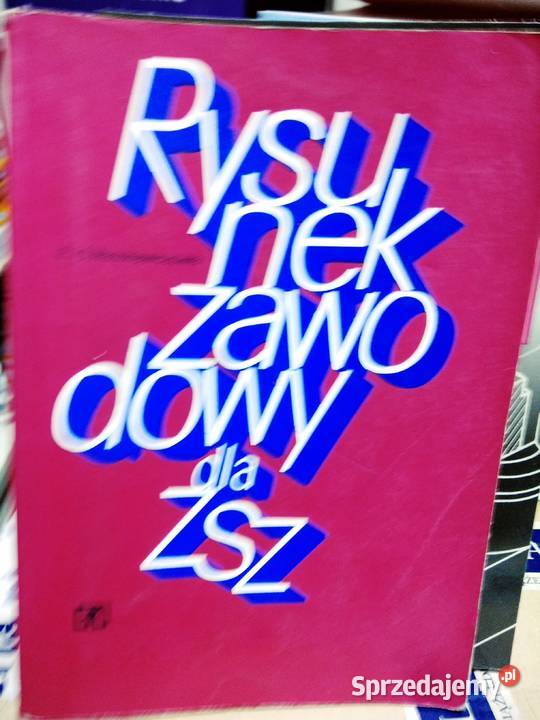 Rysu
nek
zawo
dowy
dla
ZSZ
Sprzedajemy.pl